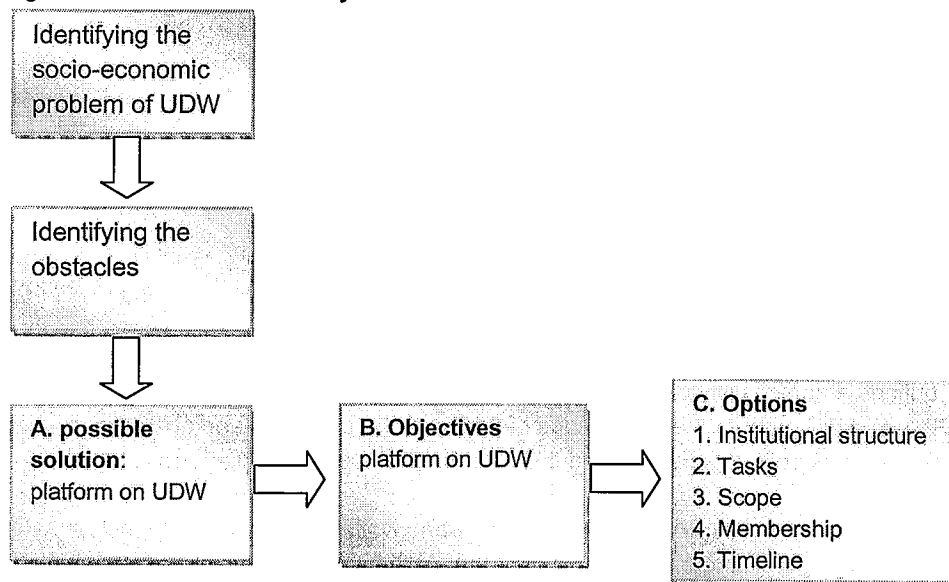 Identifying the
socio-economic
problem of UDW
Identifying the
obstacles
A. possible
solution:
platform on UDW
B. Objectives
platform on UDW
C. Options
1. Institutional structure
2. Tasks
3. Scope
4. Membership
5. Timeline